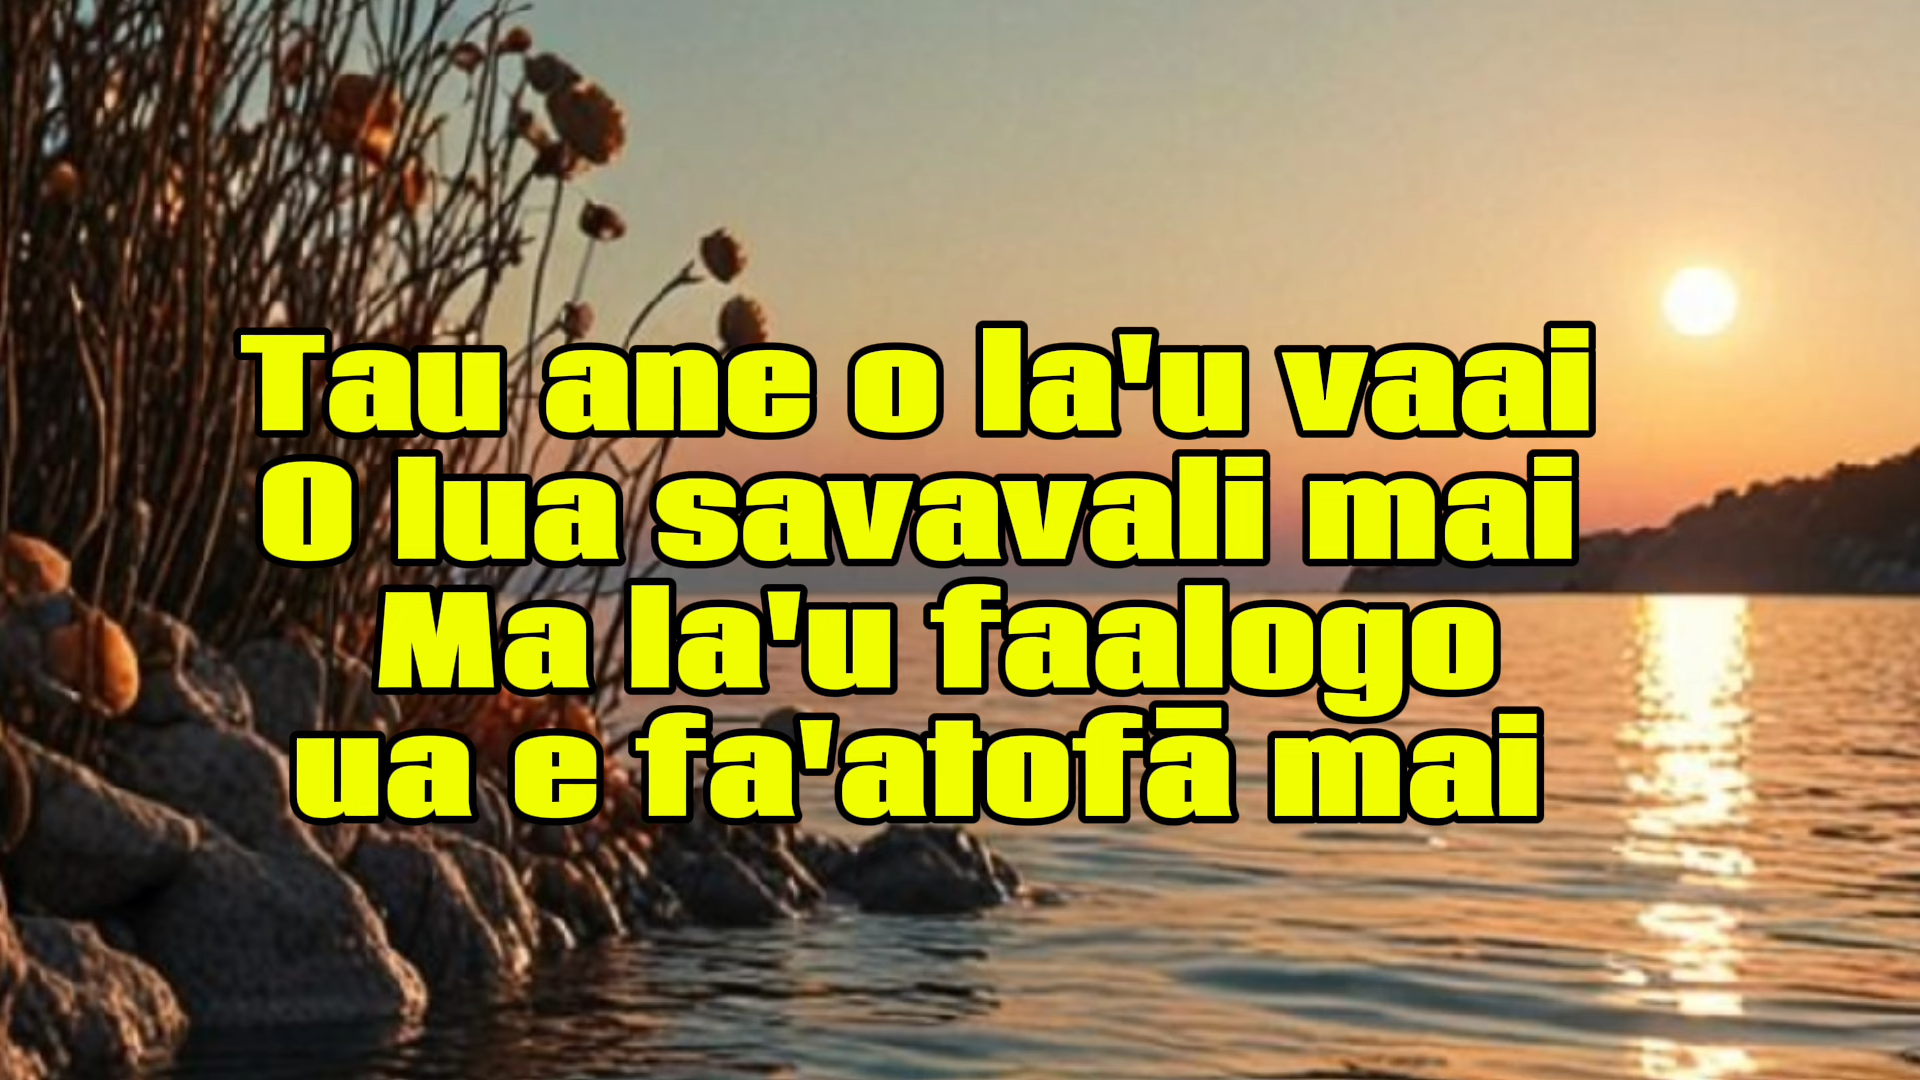 Tau ane o la'u vaai
O lua savavali mai
Ma la'u faalogo
ua e fa'atofā mai